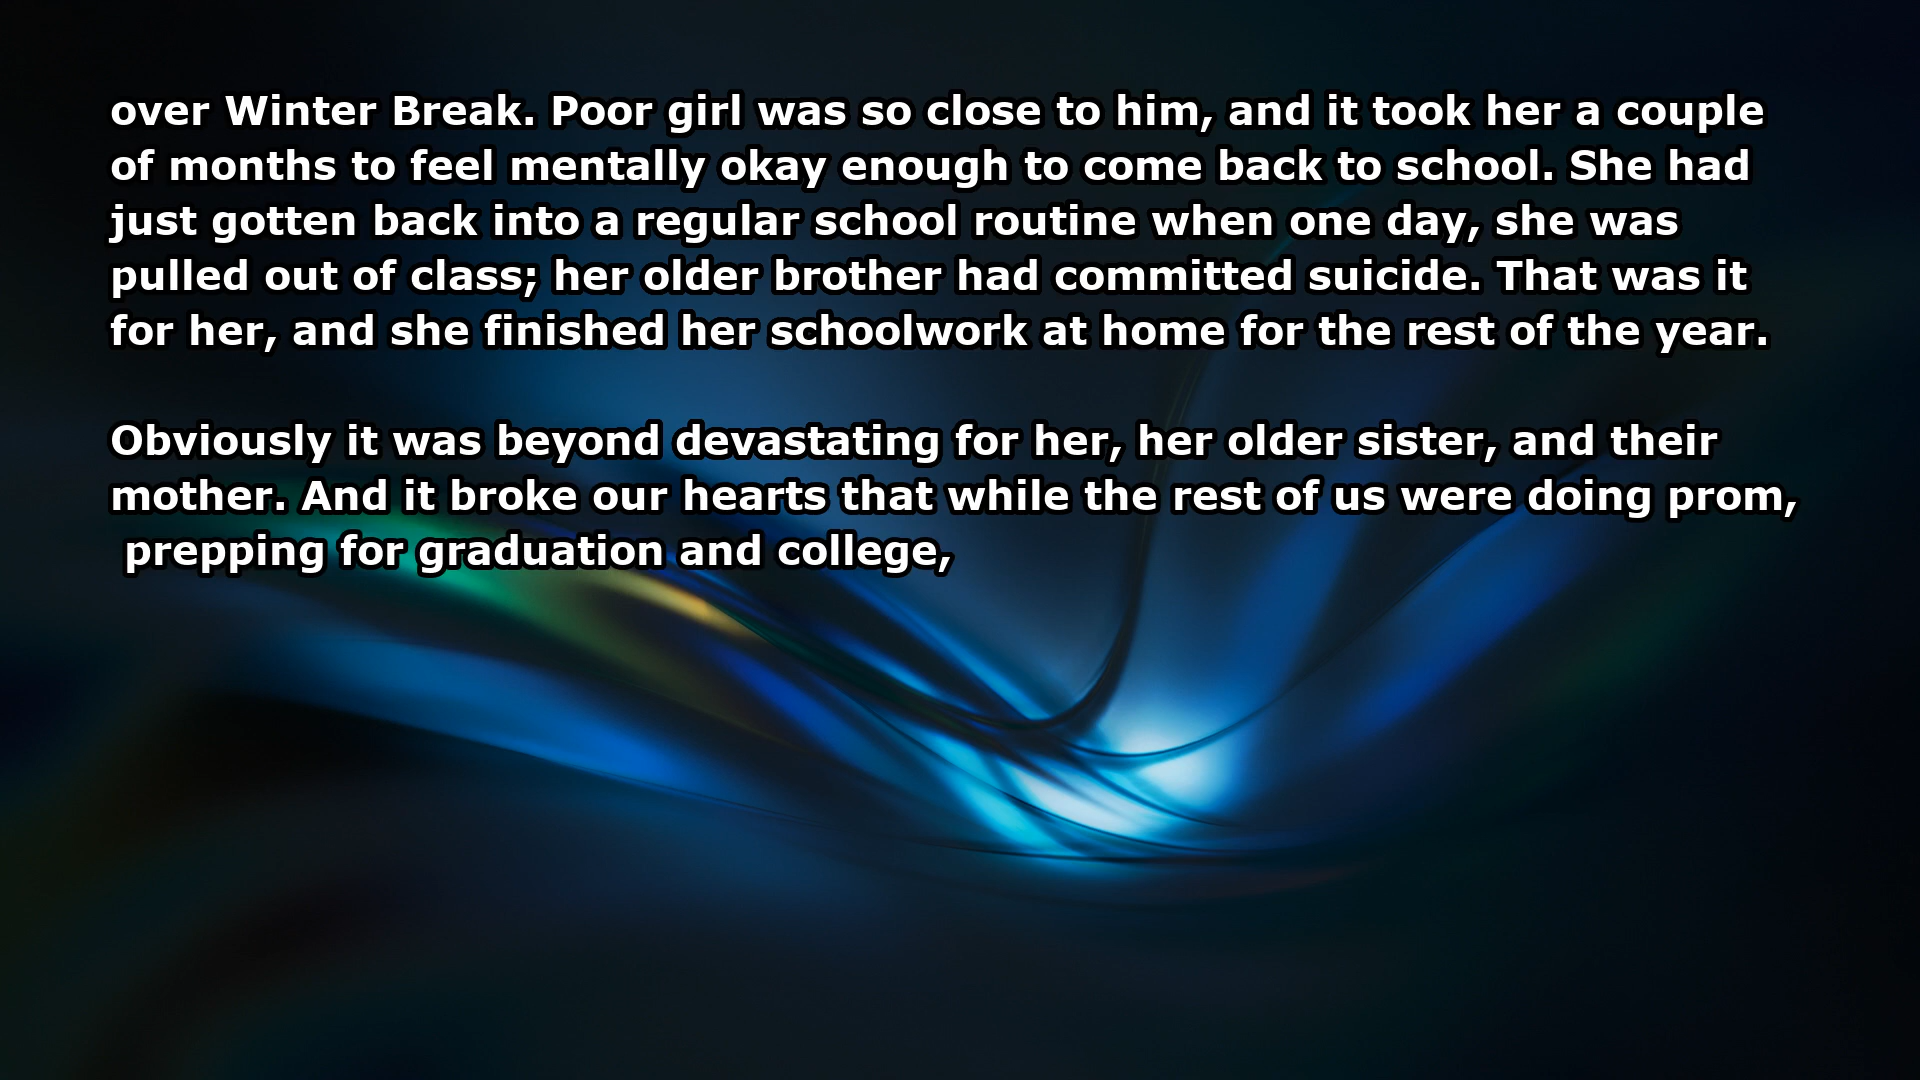 over Winter Break. Poor girl was so close to him, and it took her a couple
of months to feel mentally okay enough to come back to school. She had
just gotten back into a regular school routine when one day, she was
pulled out of class; her older brother had committed suicide. That was it
for her, and she finished her schoolwork at home for the rest of the year.
Obviously it was beyond devastating for her, her older sister, and their
mother. And it broke our hearts that while the rest of us were doing prom,
prepping for graduation and college,